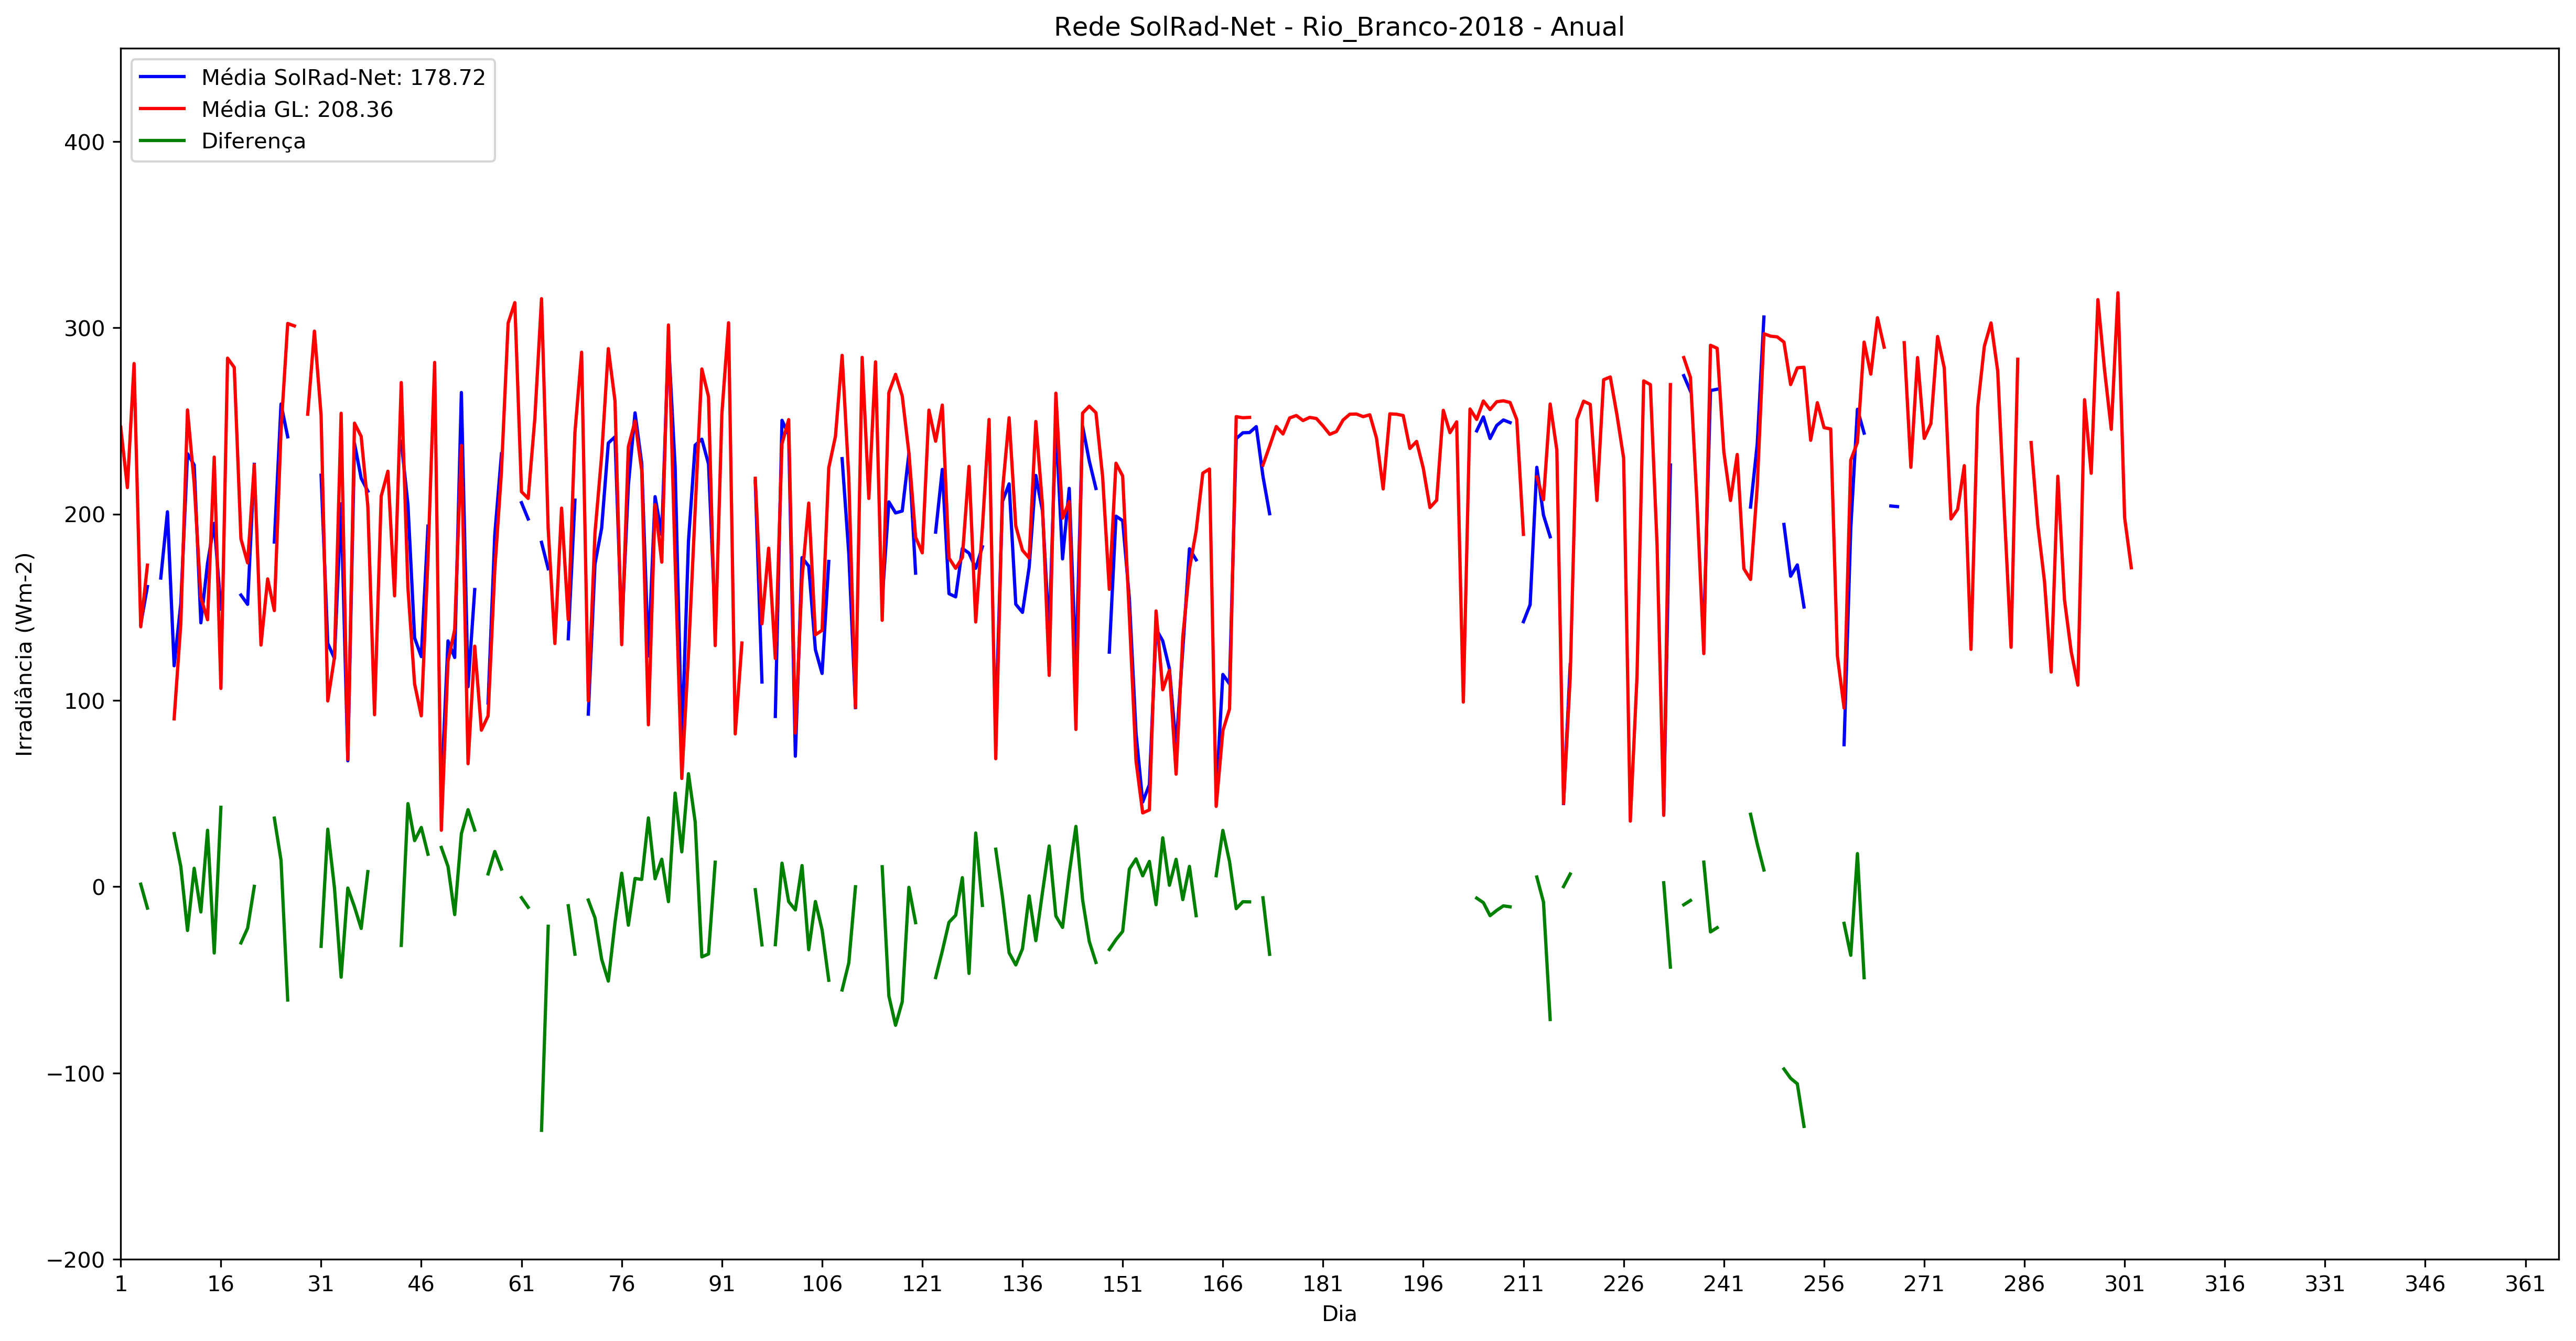 Rede SolRad-Net - Rio_Branco-2018 - Anual
Média SolRad-Net: 178.72
Média GL: 208.36
Diferença
400
300
200
100
0
−100
−200
Irradiância (Wm-2)
1 16 31 46 61 76 91 106 121 136 151 166 181 196 211 226 241 256 271 286 301 316 331 346 361
Dia